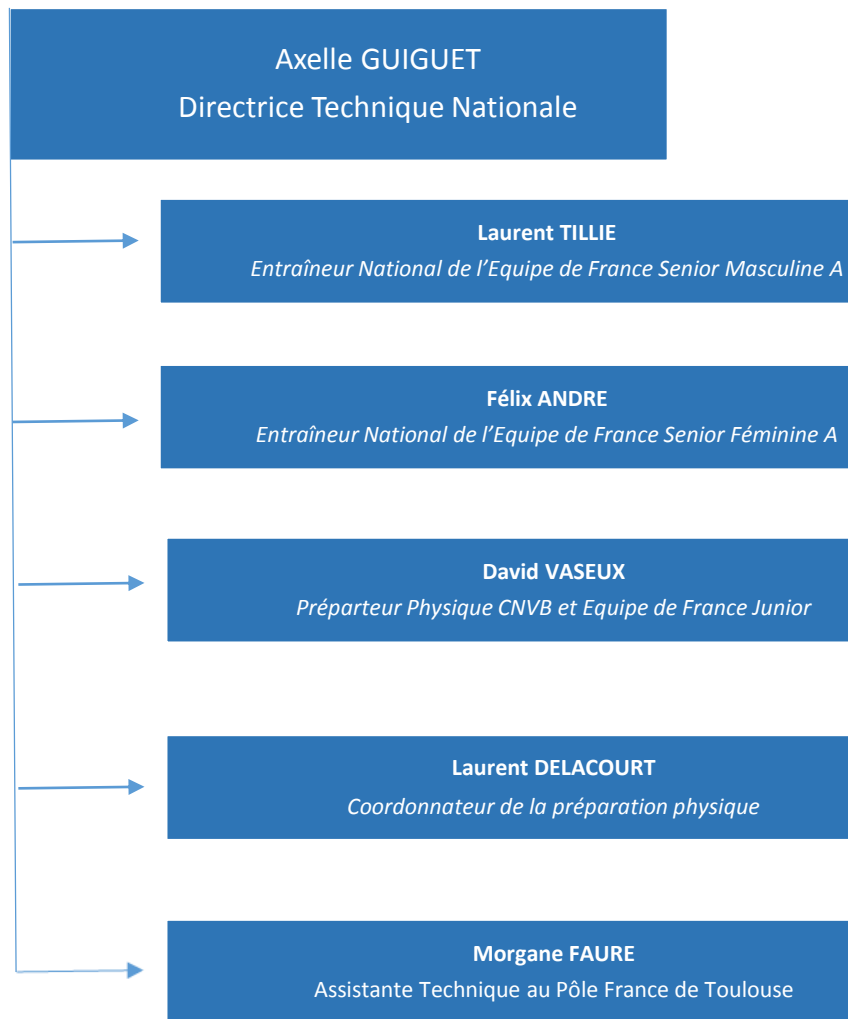 Axelle GUIGUET
Directrice Technique Nationale
Laurent TILLIE
Entraîneur National de l’Equipe de France Senior Masculine A
Félix ANDRE
Entraîneur National de l’Equipe de France Senior Féminine A
David VASEUX
Préparteur Physique CNVB et Equipe de France Junior
Laurent DELACOURT
Coordonnateur de la préparation physique
Morgane FAURE
Assistante Technique au Pôle France de Toulouse